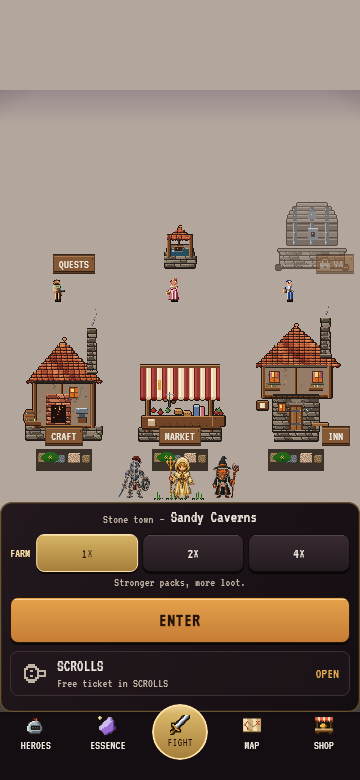 QUESTS
CRAFT
MARKET
INN
Stone town - Sandy Caverns
FARM
1X
2X
4X
Stronger packs, more loot.
ENTER
SCROLLS
Free ticket in SCROLLS
OPEN
HEROES
ESSENCE
FIGHT
MAP
SHOP